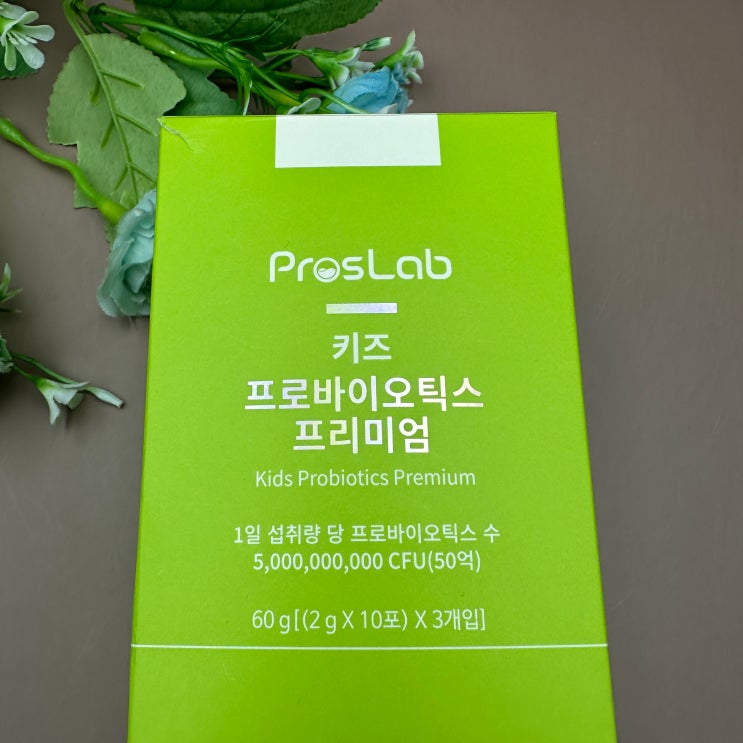 ProsLab
키즈
프로바이오틱스
프리미엄
Kids Probiotics Premium
1일 섭취량 당 프로바이오틱스 수
5,000,000,000 CFU(50억)
60 g[(2 g X 10포) X 3개입]